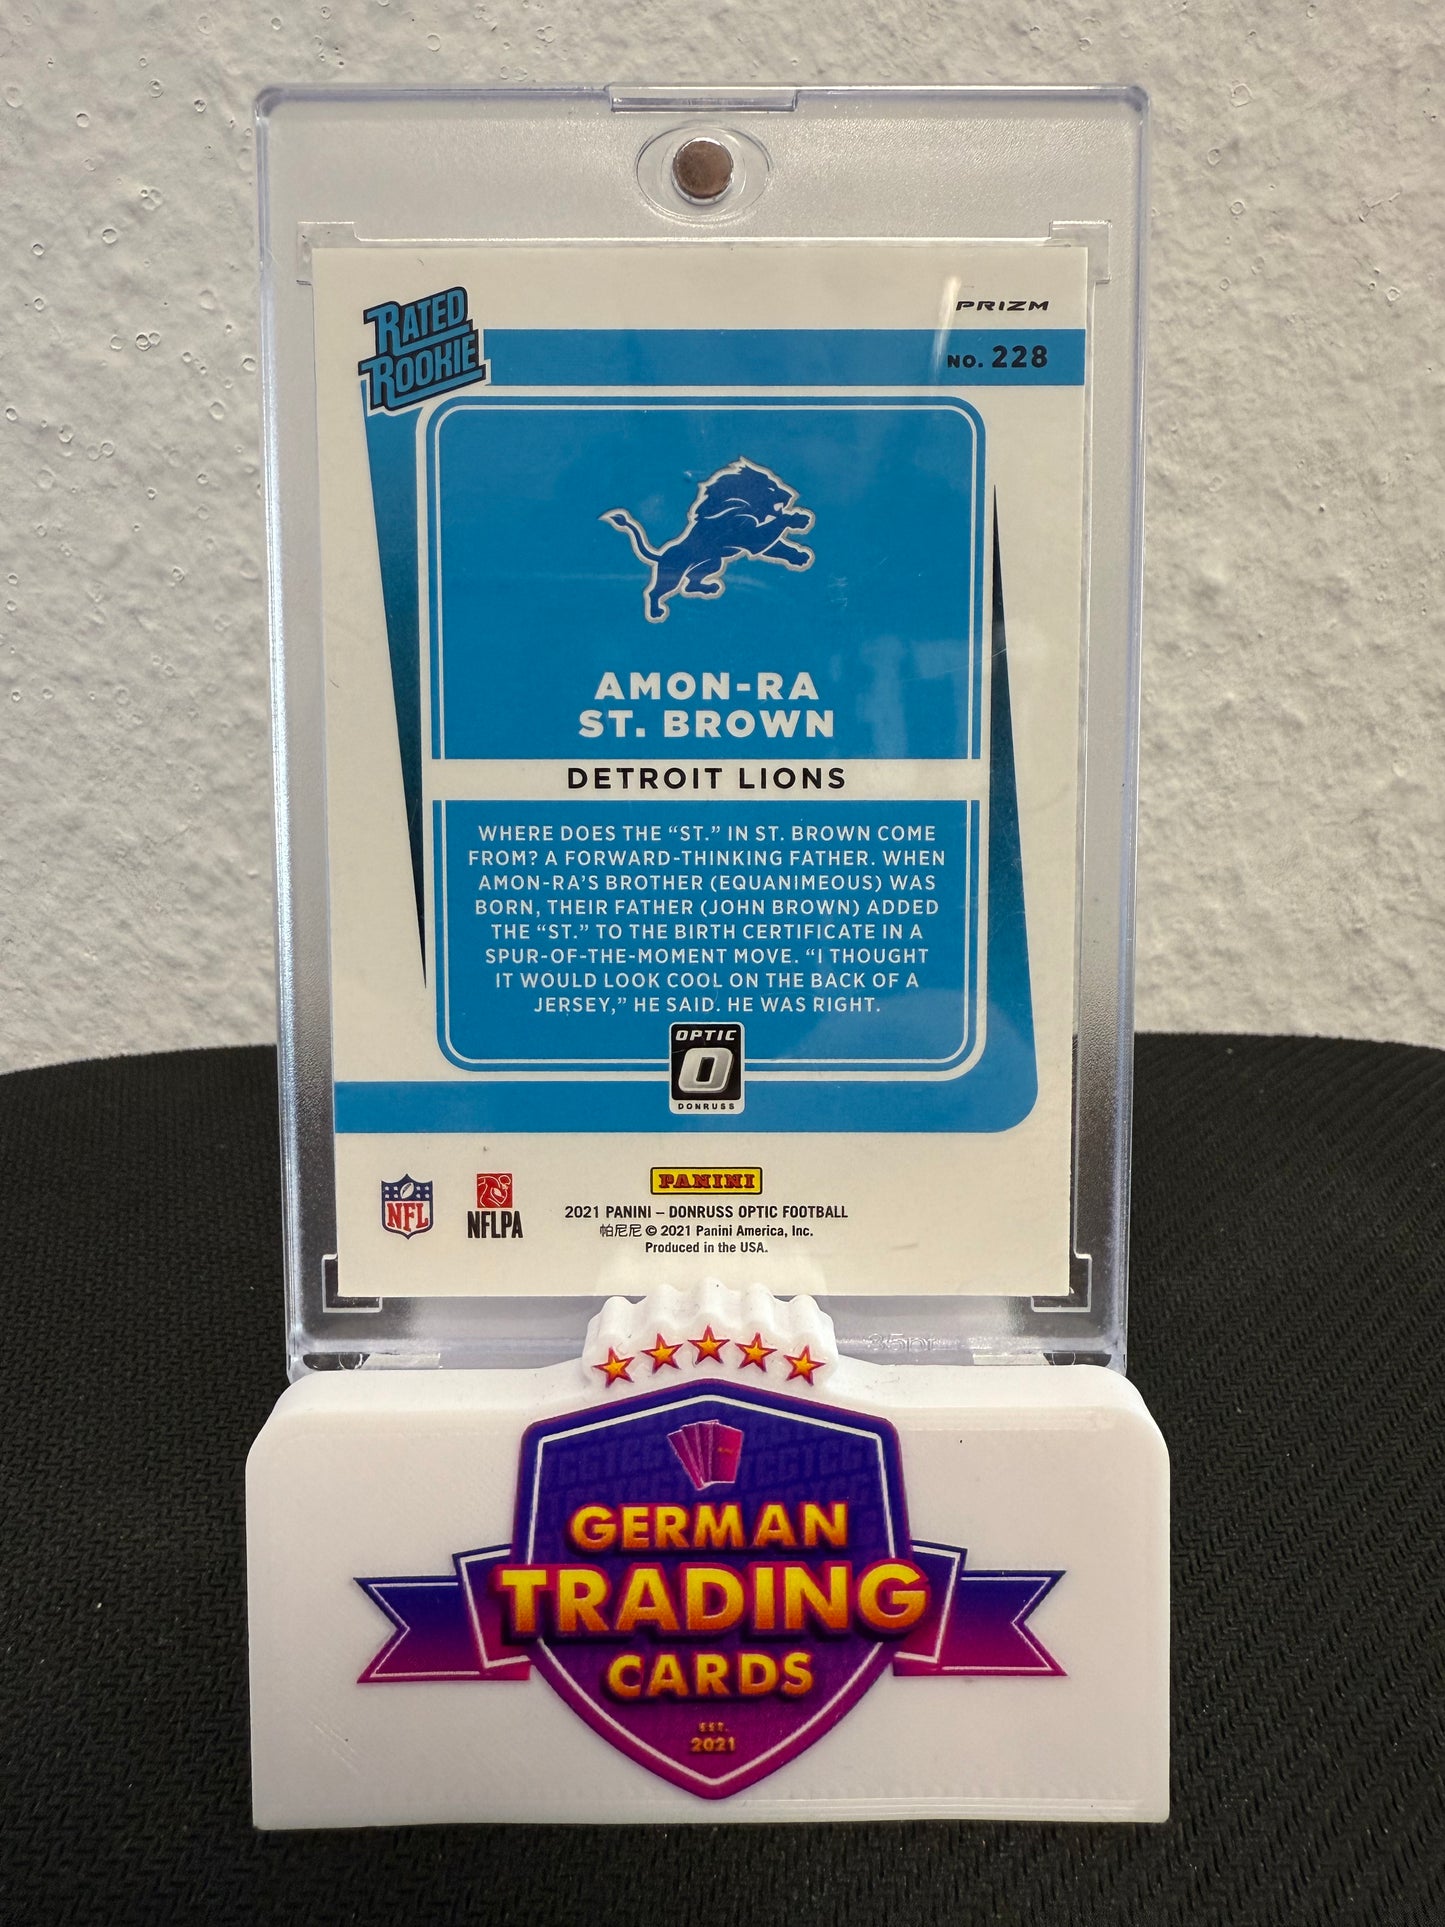 RATED
ROOKIE
PRIZM
NO. 228
AMON-RA
ST. BROWN
DETROIT LIONS
WHERE DOES THE “ST.” IN ST. BROWN COME
FROM? A FORWARD-THINKING FATHER. WHEN
AMON-RA’S BROTHER (EQUANIMEOUS) WAS
BORN, THEIR FATHER (JOHN BROWN) ADDED
THE “ST.” TO THE BIRTH CERTIFICATE IN A
SPUR-OF-THE-MOMENT MOVE. “I THOUGHT
IT WOULD LOOK COOL ON THE BACK OF A
JERSEY,” HE SAID. HE WAS RIGHT.
OPTIC
DONRUSS
NFL
NFLPA
PANINI
2021 PANINI – DONRUSS OPTIC FOOTBALL
帕尼尼 © 2021 Panini America, Inc.
Produced in the USA.
35pt
GERMAN
TRADING
CARDS
EST.
2021